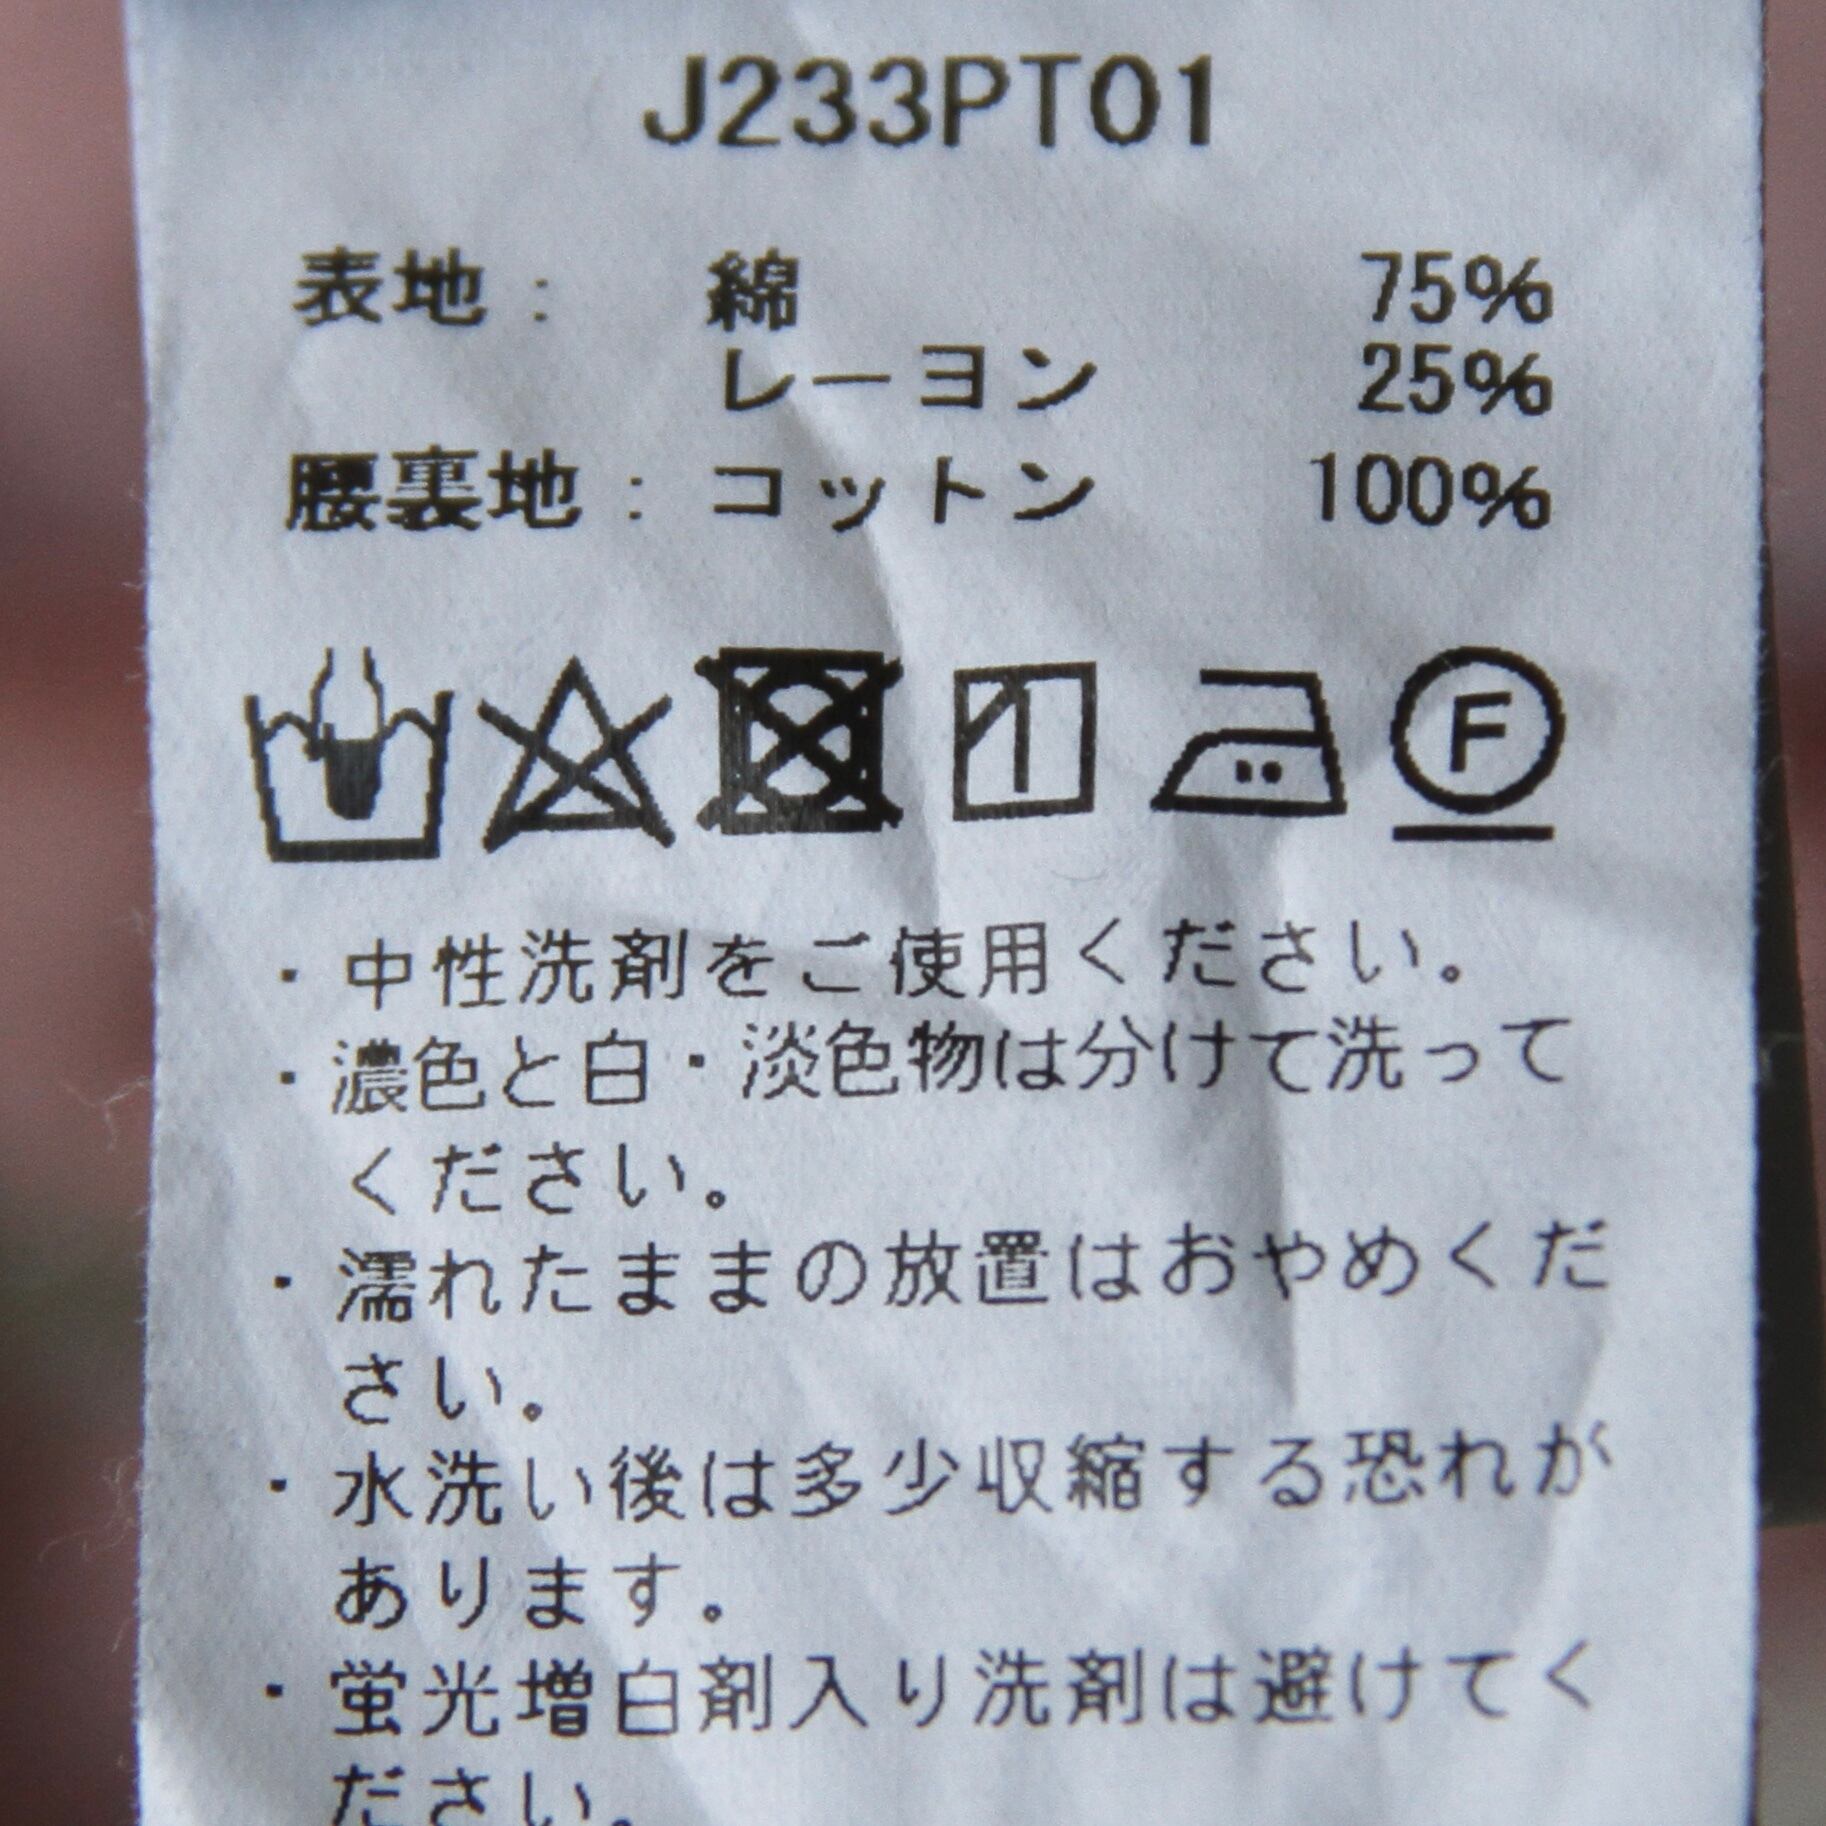 J233PT01
表地： 綿 75%
レーヨン 25%
腰裏地：コットン 100%
F
・中性洗剤をご使用ください。
・濃色と白・淡色物は分けて洗って
ください。
・濡れたままの放置はおやめくだ
さい。
・水洗い後は多少収縮する恐れが
あります。
・蛍光増白剤入り洗剤は避けてく
ださい。